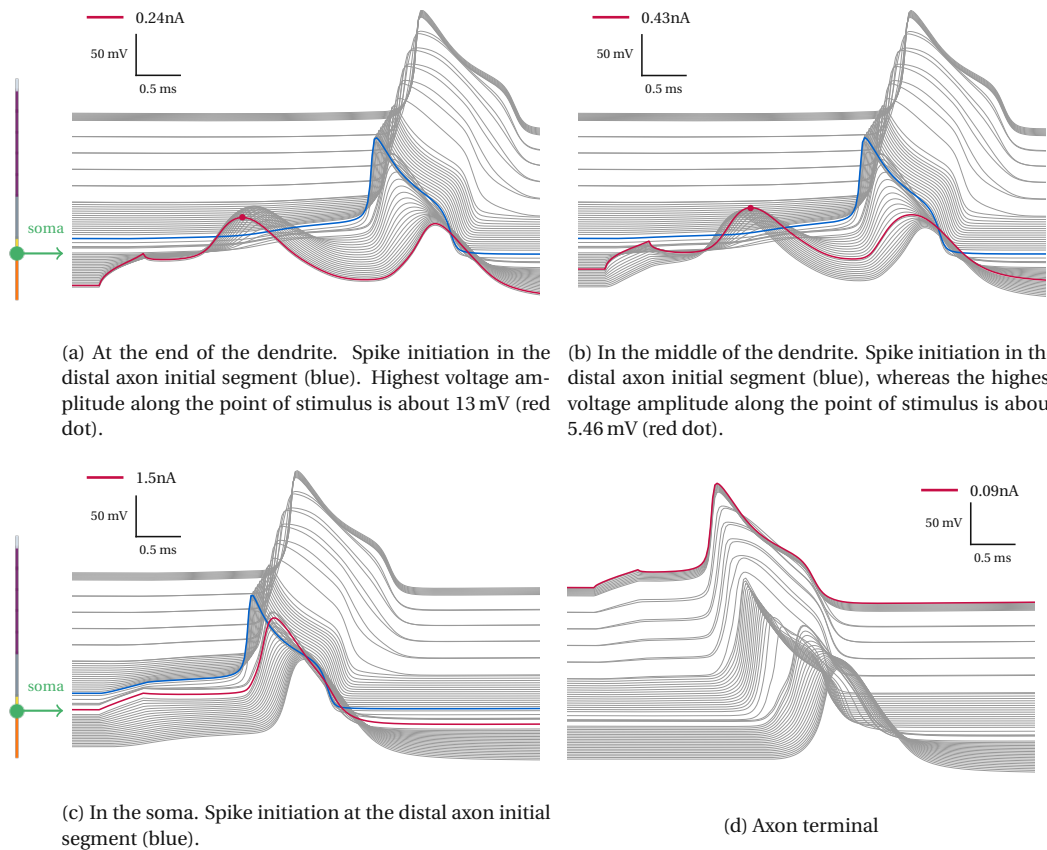 0.24nA
50 mV
0.5 ms
soma
0.43nA
50 mV
0.5 ms
(a) At the end of the dendrite. Spike initiation in the
distal axon initial segment (blue). Highest voltage am-
plitude along the point of stimulus is about 13 mV (red
dot).
(b) In the middle of the dendrite. Spike initiation in th
distal axon initial segment (blue), whereas the highes
voltage amplitude along the point of stimulus is abou
5.46 mV (red dot).
1.5nA
50 mV
0.5 ms
soma
0.09nA
50 mV
0.5 ms
(c) In the soma. Spike initiation at the distal axon initial
segment (blue).
(d) Axon terminal